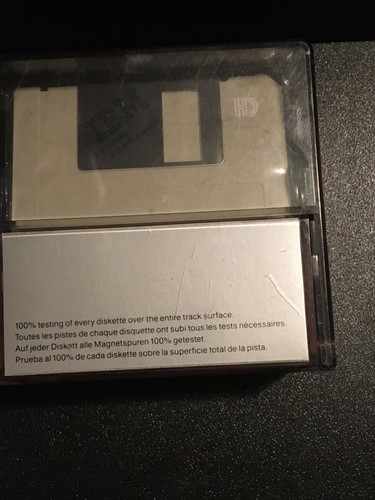 IBM
HD
100% testing of every diskette over the entire track surface.
Toutes les pistes de chaque disquette ont subi tous les tests nécessaires.
Auf jeder Diskett alle Magnetspuren 100% getestet.
Prueba al 100% de cada diskette sobre la superficie total de la pista.